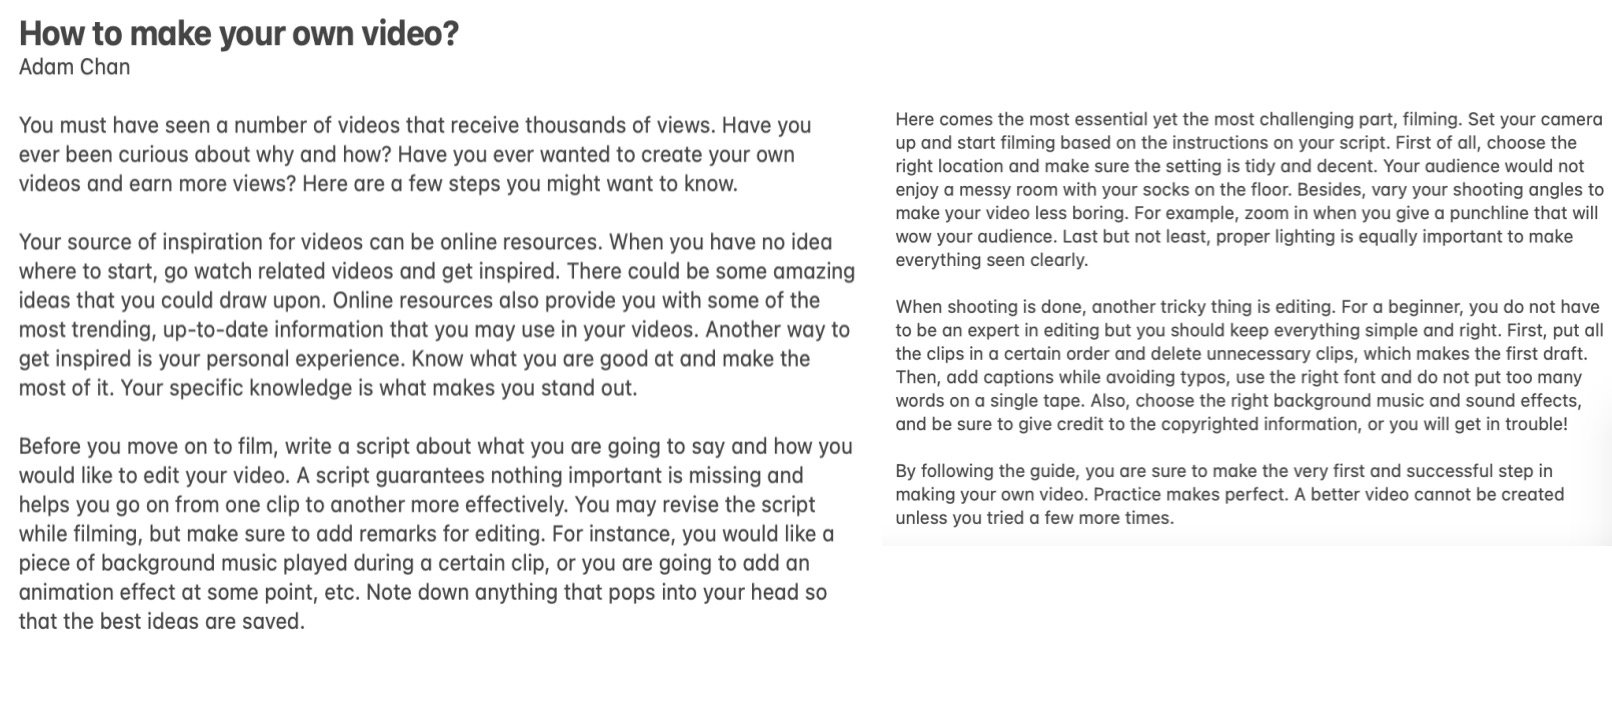 How to make your own video?
Adam Chan
You must have seen a number of videos that receive thousands of views. Have you
ever been curious about why and how? Have you ever wanted to create your own
videos and earn more views? Here are a few steps you might want to know.
Your source of inspiration for videos can be online resources. When you have no idea
where to start, go watch related videos and get inspired. There could be some amazing
ideas that you could draw upon. Online resources also provide you with some of the
most trending, up-to-date information that you may use in your videos. Another way to
get inspired is your personal experience. Know what you are good at and make the
most of it. Your specific knowledge is what makes you stand out.
Before you move on to film, write a script about what you are going to say and how you
would like to edit your video. A script guarantees nothing important is missing and
helps you go on from one clip to another more effectively. You may revise the script
while filming, but make sure to add remarks for editing. For instance, you would like a
piece of background music played during a certain clip, or you are going to add an
animation effect at some point, etc. Note down anything that pops into your head so
that the best ideas are saved.
Here comes the most essential yet the most challenging part, filming. Set your camera
up and start filming based on the instructions on your script. First of all, choose the
right location and make sure the setting is tidy and decent. Your audience would not
enjoy a messy room with your socks on the floor. Besides, vary your shooting angles to
make your video less boring. For example, zoom in when you give a punchline that will
wow your audience. Last but not least, proper lighting is equally important to make
everything seen clearly.
When shooting is done, another tricky thing is editing. For a beginner, you do not have
to be an expert in editing but you should keep everything simple and right. First, put all
the clips in a certain order and delete unnecessary clips, which makes the first draft.
Then, add captions while avoiding typos, use the right font and do not put too many
words on a single tape. Also, choose the right background music and sound effects,
and be sure to give credit to the copyrighted information, or you will get in trouble!
By following the guide, you are sure to make the very first and successful step in
making your own video. Practice makes perfect. A better video cannot be created
unless you tried a few more times.